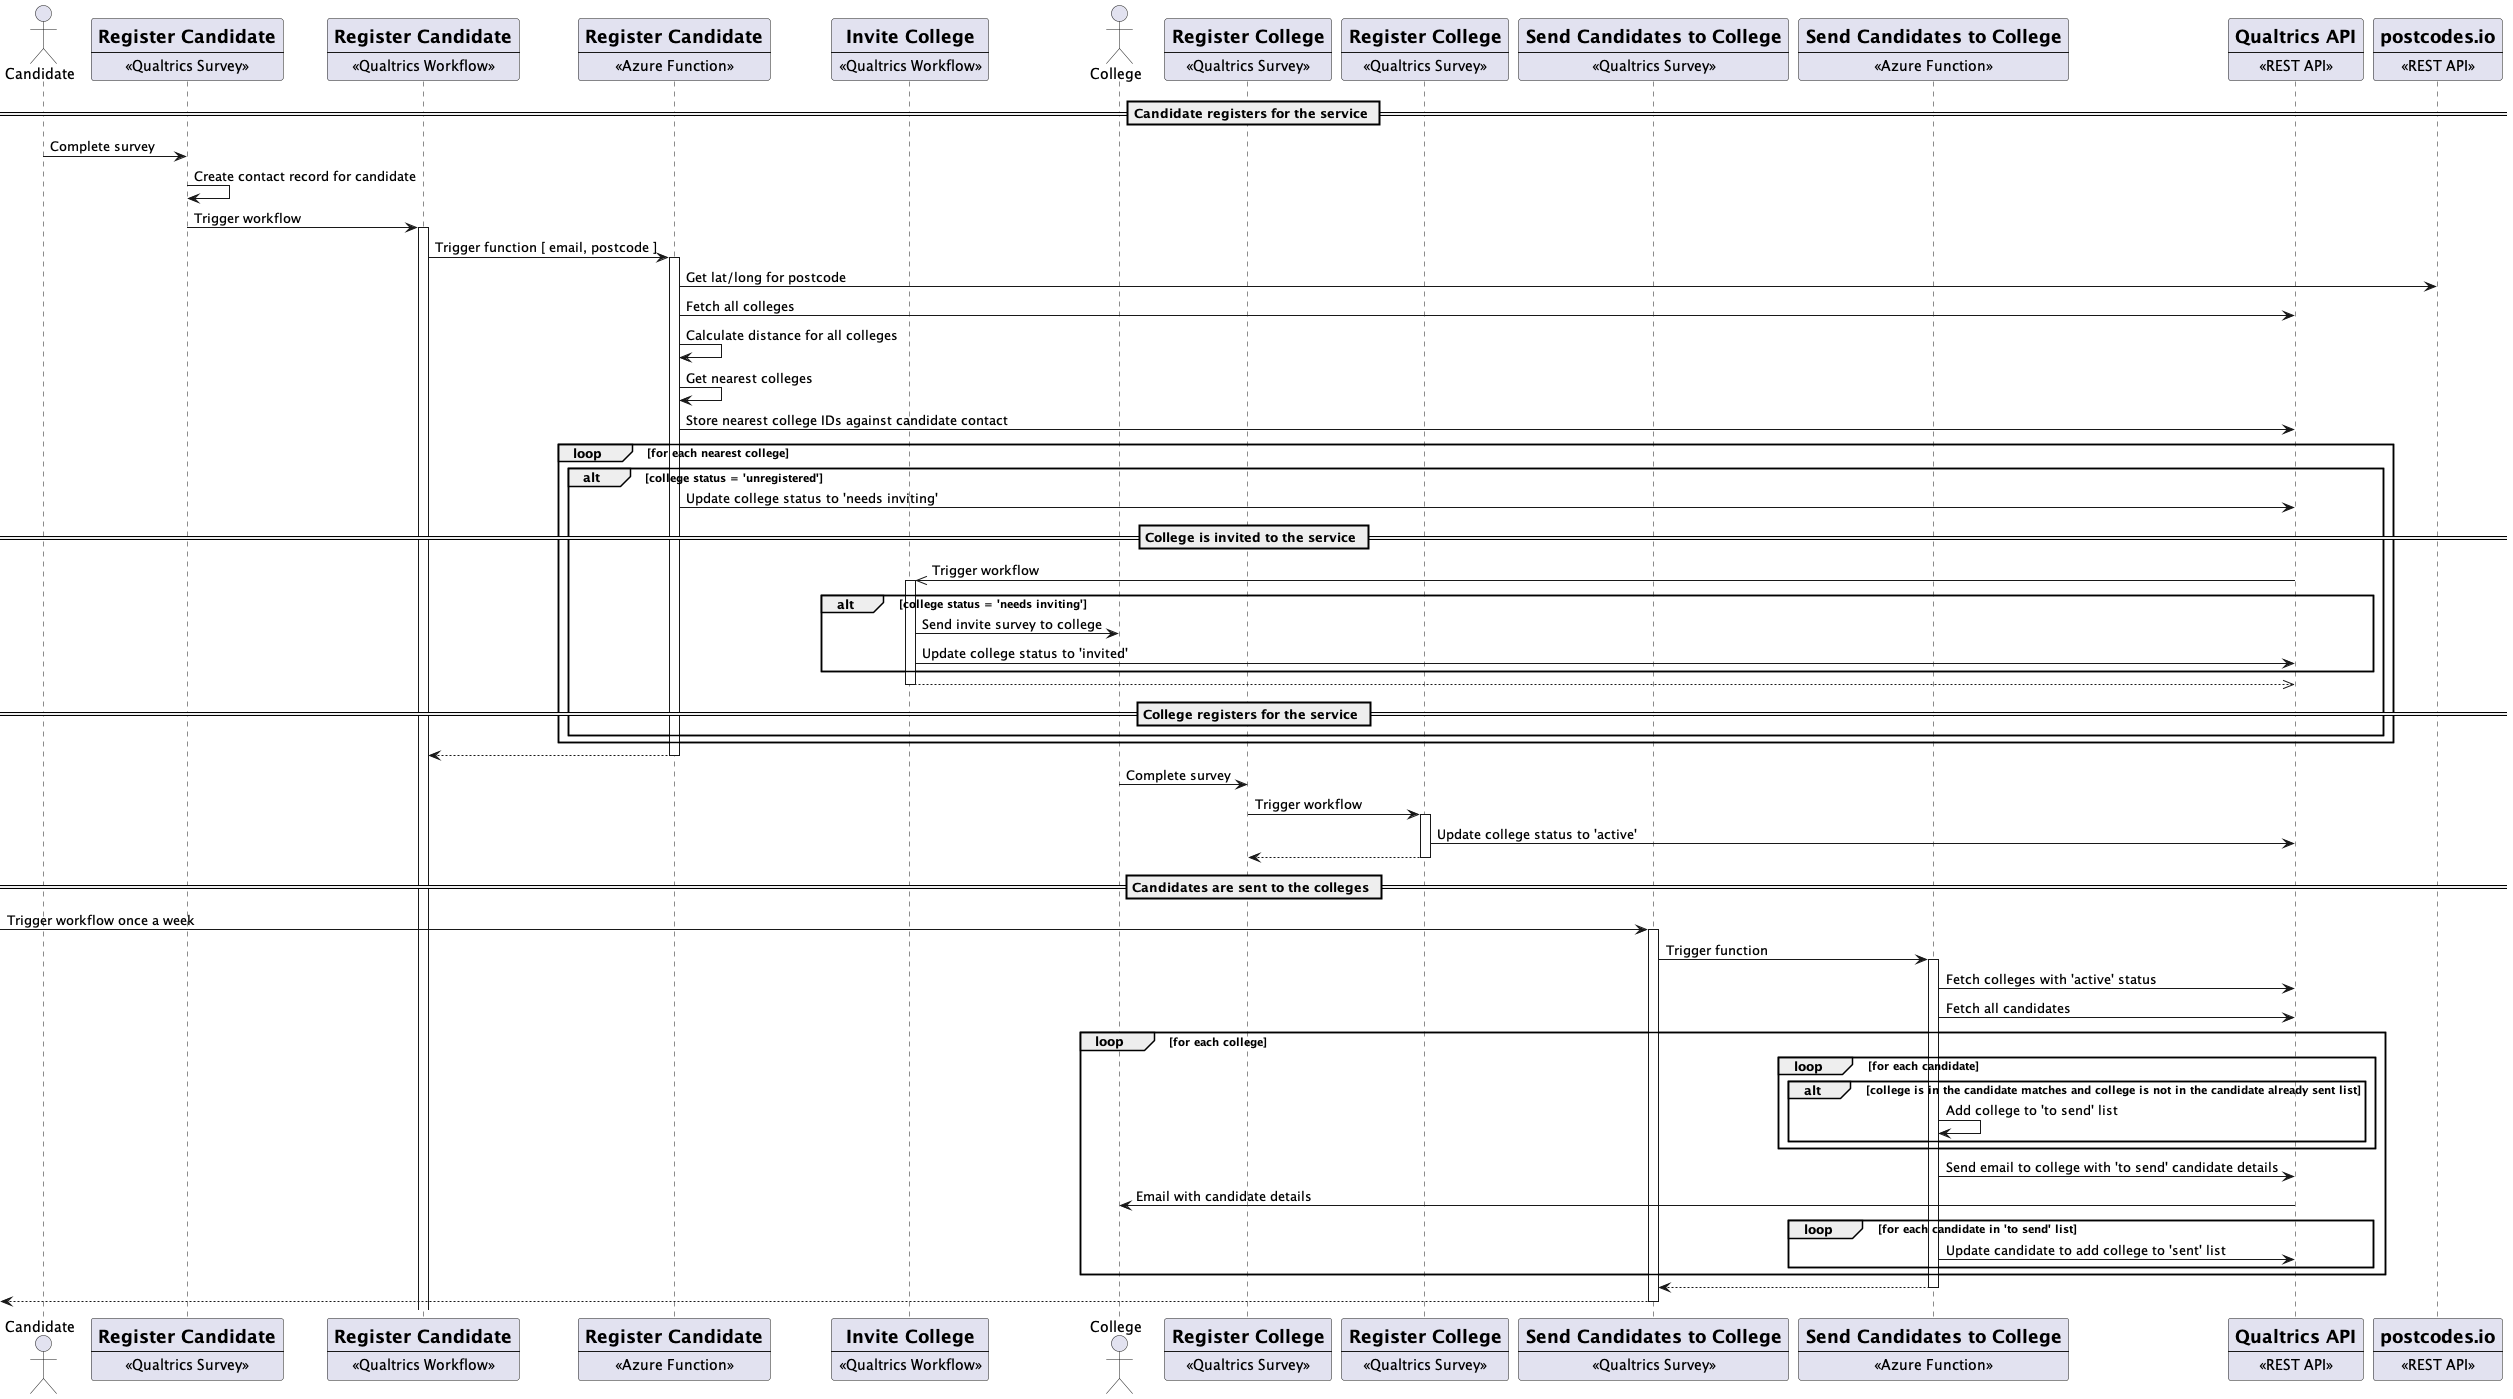 Candidate
Register Candidate
«Qualtrics Survey»
Register Candidate
«Qualtrics Workflow»
Register Candidate
«Azure Function»
Invite College
«Qualtrics Workflow»
College
Register College
«Qualtrics Survey»
Register College
«Qualtrics Survey»
Send Candidates to College
«Qualtrics Survey»
Send Candidates to College
«Azure Function»
Qualtrics API
«REST API»
postcodes.io
«REST API»
Candidate registers for the service
Complete survey
Create contact record for candidate
Trigger workflow
Trigger function [ email, postcode ]
Get lat/long for postcode
Fetch all colleges
Calculate distance for all colleges
Get nearest colleges
Store nearest college IDs against candidate contact
loop [for each nearest college]
alt [college status = 'unregistered']
Update college status to 'needs inviting'
College is invited to the service
Trigger workflow
alt [college status = 'needs inviting']
Send invite survey to college
Update college status to 'invited'
College registers for the service
Complete survey
Trigger workflow
Update college status to 'active'
Candidates are sent to the colleges
Trigger workflow once a week
Trigger function
Fetch colleges with 'active' status
Fetch all candidates
loop [for each college]
loop [for each candidate]
alt [college is in the candidate matches and college is not in the candidate already sent list]
Add college to 'to send' list
Send email to college with 'to send' candidate details
Email with candidate details
loop [for each candidate in 'to send' list]
Update candidate to add college to 'sent' list
Candidate
Register Candidate
«Qualtrics Survey»
Register Candidate
«Qualtrics Workflow»
Register Candidate
«Azure Function»
Invite College
«Qualtrics Workflow»
College
Register College
«Qualtrics Survey»
Register College
«Qualtrics Survey»
Send Candidates to College
«Qualtrics Survey»
Send Candidates to College
«Azure Function»
Qualtrics API
«REST API»
postcodes.io
«REST API»